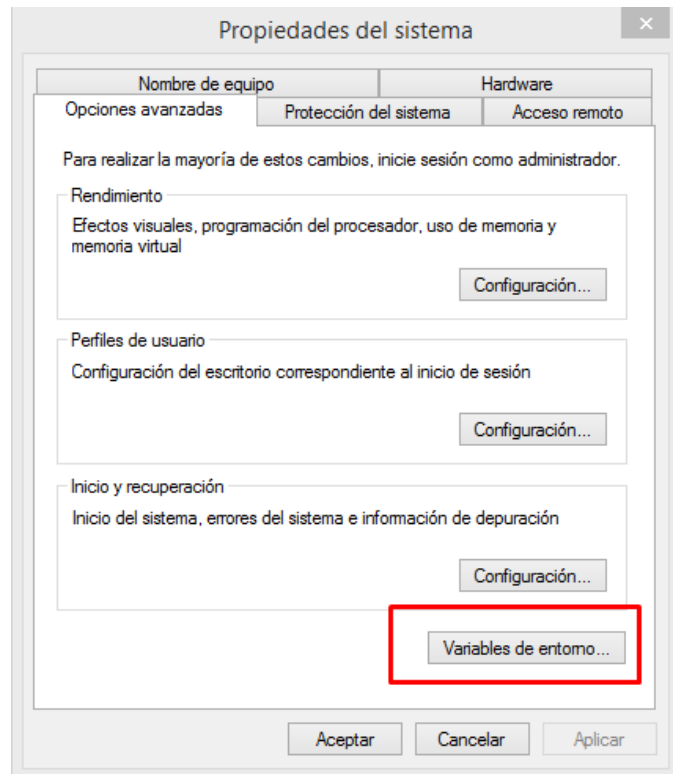 Propiedades del sistema
Nombre de equipo
Hardware
Opciones avanzadas
Protección del sistema
Acceso remoto
Para realizar la mayoría de estos cambios, inicie sesión como administrador.
Rendimiento
Efectos visuales, programación del procesador, uso de memoria y
memoria virtual
Configuración...
Perfiles de usuario
Configuración del escritorio correspondiente al inicio de sesión
Configuración...
Inicio y recuperación
Inicio del sistema, errores del sistema e información de depuración
Configuración...
Variables de entorno...
Aceptar
Cancelar
Aplicar